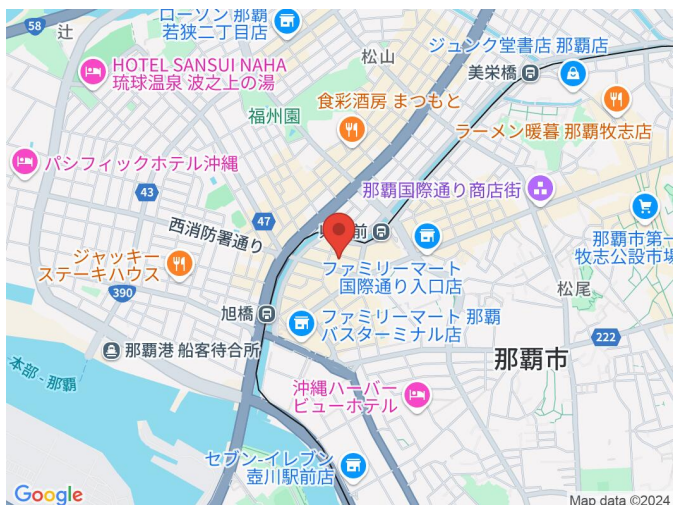 58
辻
ローソン 那覇
若狭二丁目店
松山
ジュンク堂書店 那覇店
HOTEL SANSUI NAHA
琉球温泉 波之上の湯
美栄橋
福州園
食彩酒房 まつもと
ラーメン暖暮 那覇牧志店
パシフィックホテル沖縄
43
那覇国際通り商店街
47
西消防署通り
前
那覇市第一
牧志公設市場
ジャッキー
ステーキハウス
ファミリーマート
国際通り入口店
松尾
390
旭橋
ファミリーマート 那覇
バスターミナル店
222
那覇港 船客待合所
那覇市
本部 - 那覇
沖縄ハーバー
ビューホテル
セブン-イレブン
壺川駅前店
Google
Map data ©2024